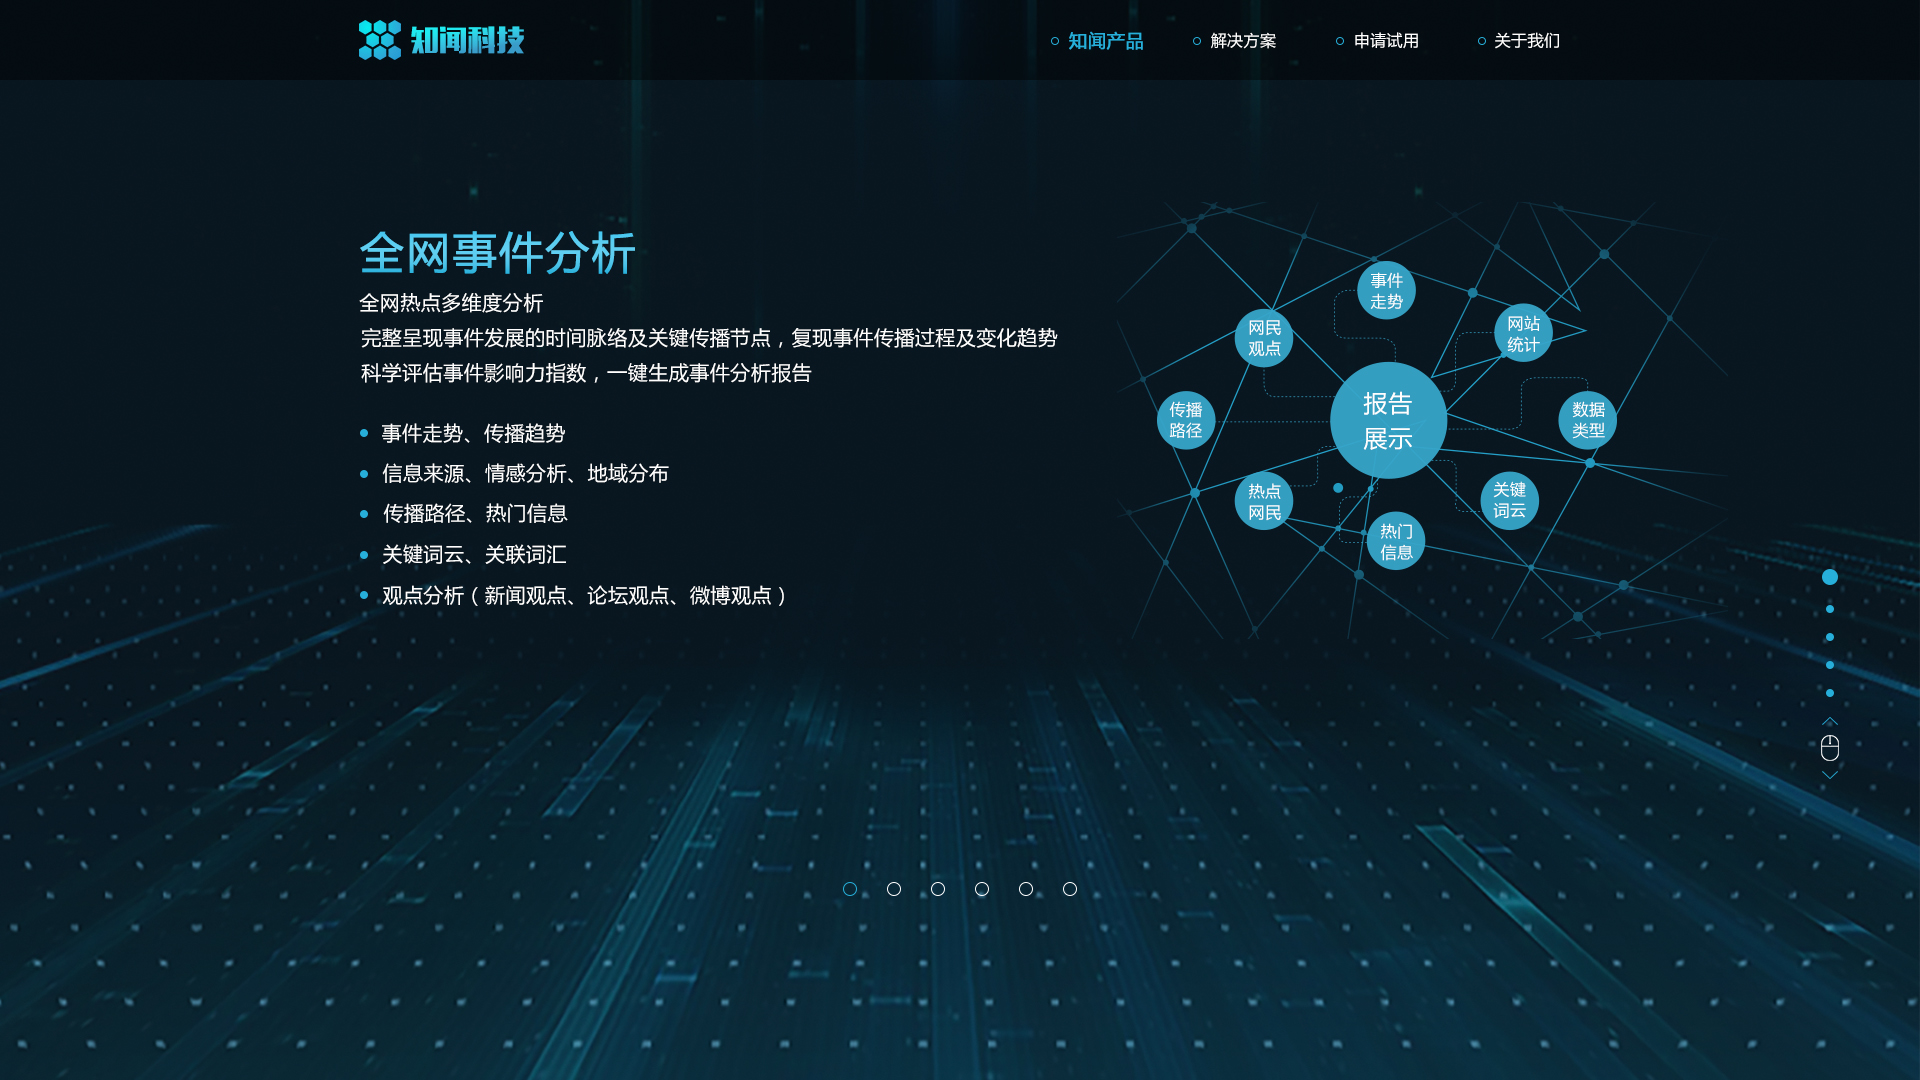 知闻科技
知闻产品
解决方案
申请试用
关于我们
全网事件分析
全网热点多维度分析
完整呈现事件发展的时间脉络及关键传播节点，复现事件传播过程及变化趋势
科学评估事件影响力指数，一键生成事件分析报告
事件走势、传播趋势
信息来源、情感分析、地域分布
传播路径、热门信息
关键词云、关联词汇
观点分析（新闻观点、论坛观点、微博观点）
事件
走势
网民
观点
网站
统计
报告
展示
传播
路径
数据
类型
热点
网民
关键
词云
热门
信息